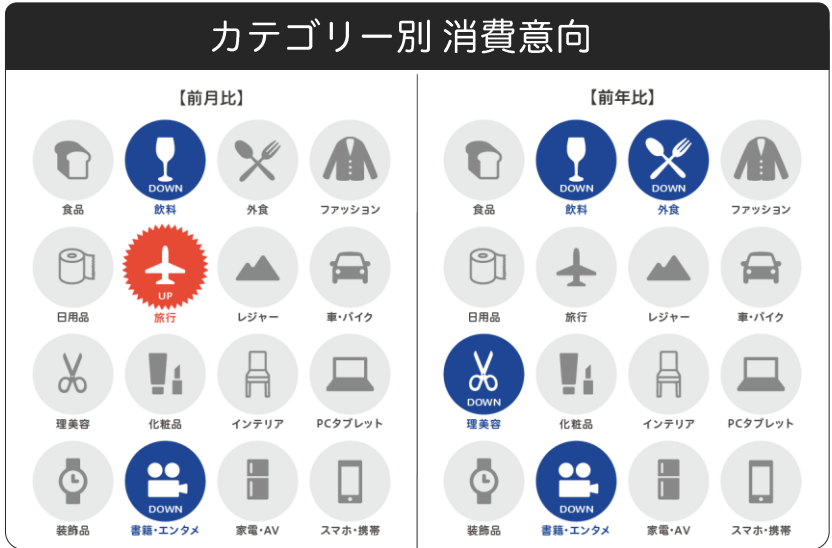 カテゴリー別 消費意向
【前月比】
DOWN
食品 飲料 外食 ファッション
UP
日用品 旅行 レジャー 車・バイク
理美容 化粧品 インテリア PCタブレット
DOWN
装飾品 書籍・エンタメ 家電・AV スマホ・携帯
【前年比】
DOWN DOWN
食品 飲料 外食 ファッション
日用品 旅行 レジャー 車・バイク
DOWN
理美容 化粧品 インテリア PCタブレット
DOWN
装飾品 書籍・エンタメ 家電・AV スマホ・携帯